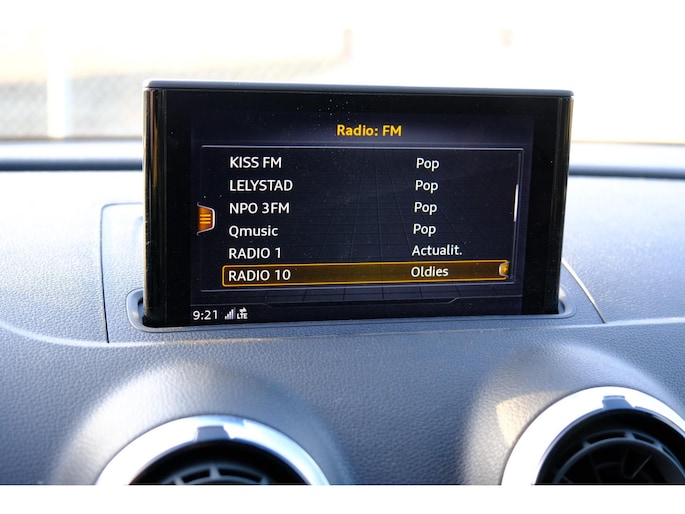 Radio: FM
KISS FM Pop
LELYSTAD Pop
NPO 3FM Pop
Qmusic Pop
RADIO 1 Actualit.
RADIO 10 Oldies
9:21 LTE